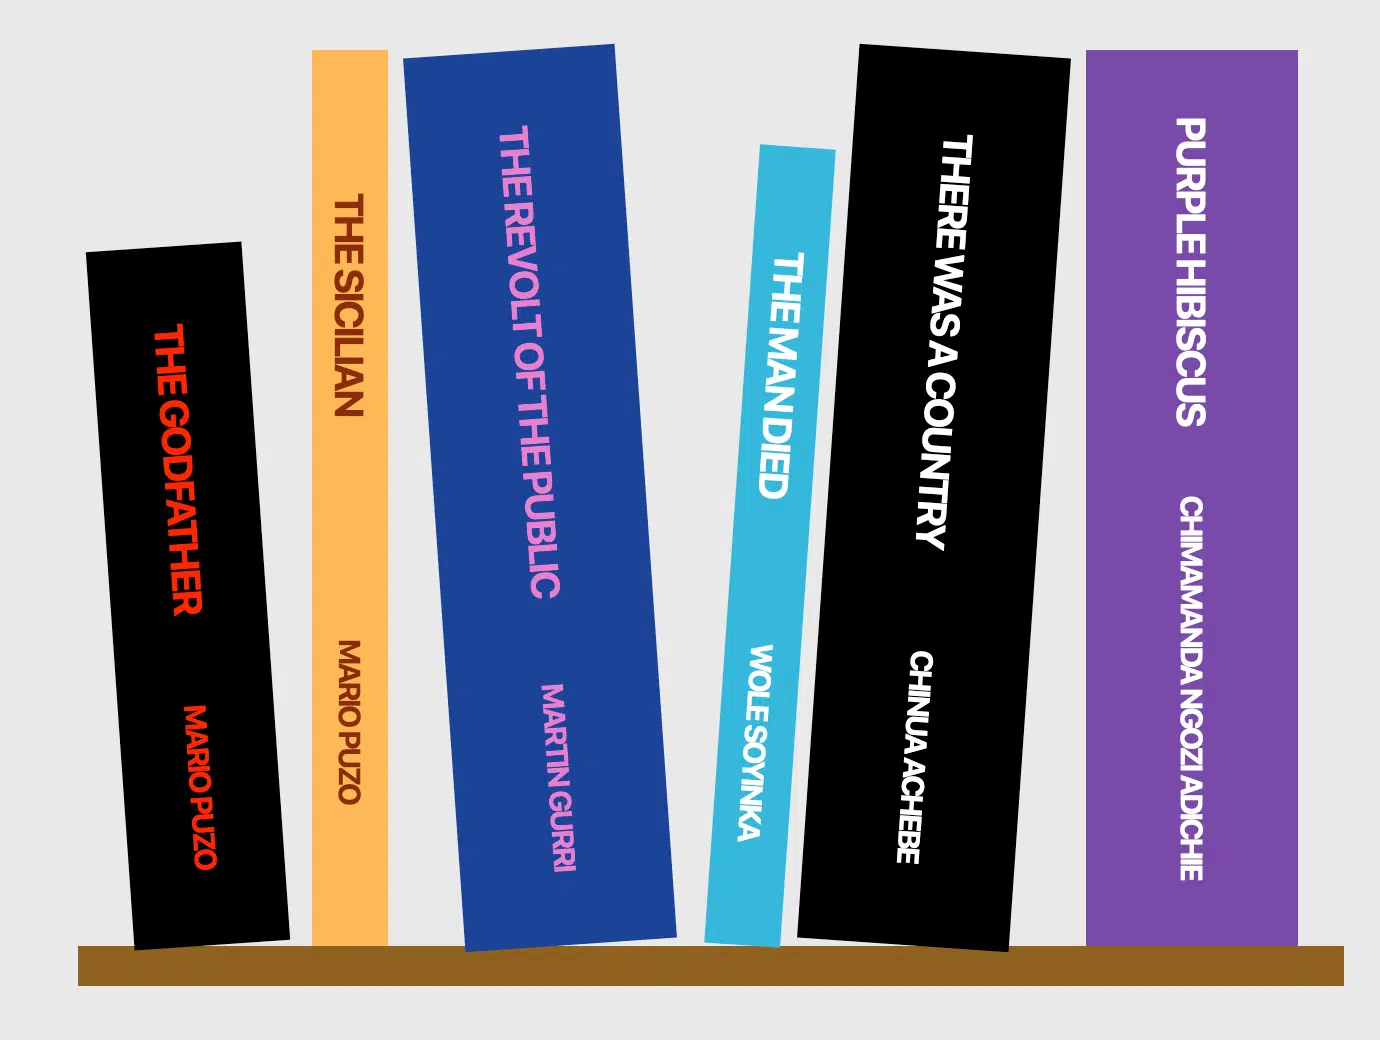 THE GODFATHER
MARIO PUZO
THE SICILIAN
MARIO PUZO
THE REVOLT OF THE PUBLIC
MARTIN GURRI
THE MAN DIED
WOLE SOYINKA
THERE WAS A COUNTRY
CHINUA ACHEBE
PURPLE HIBISCUS
CHIMAMANDA NGOZI ADICHIE